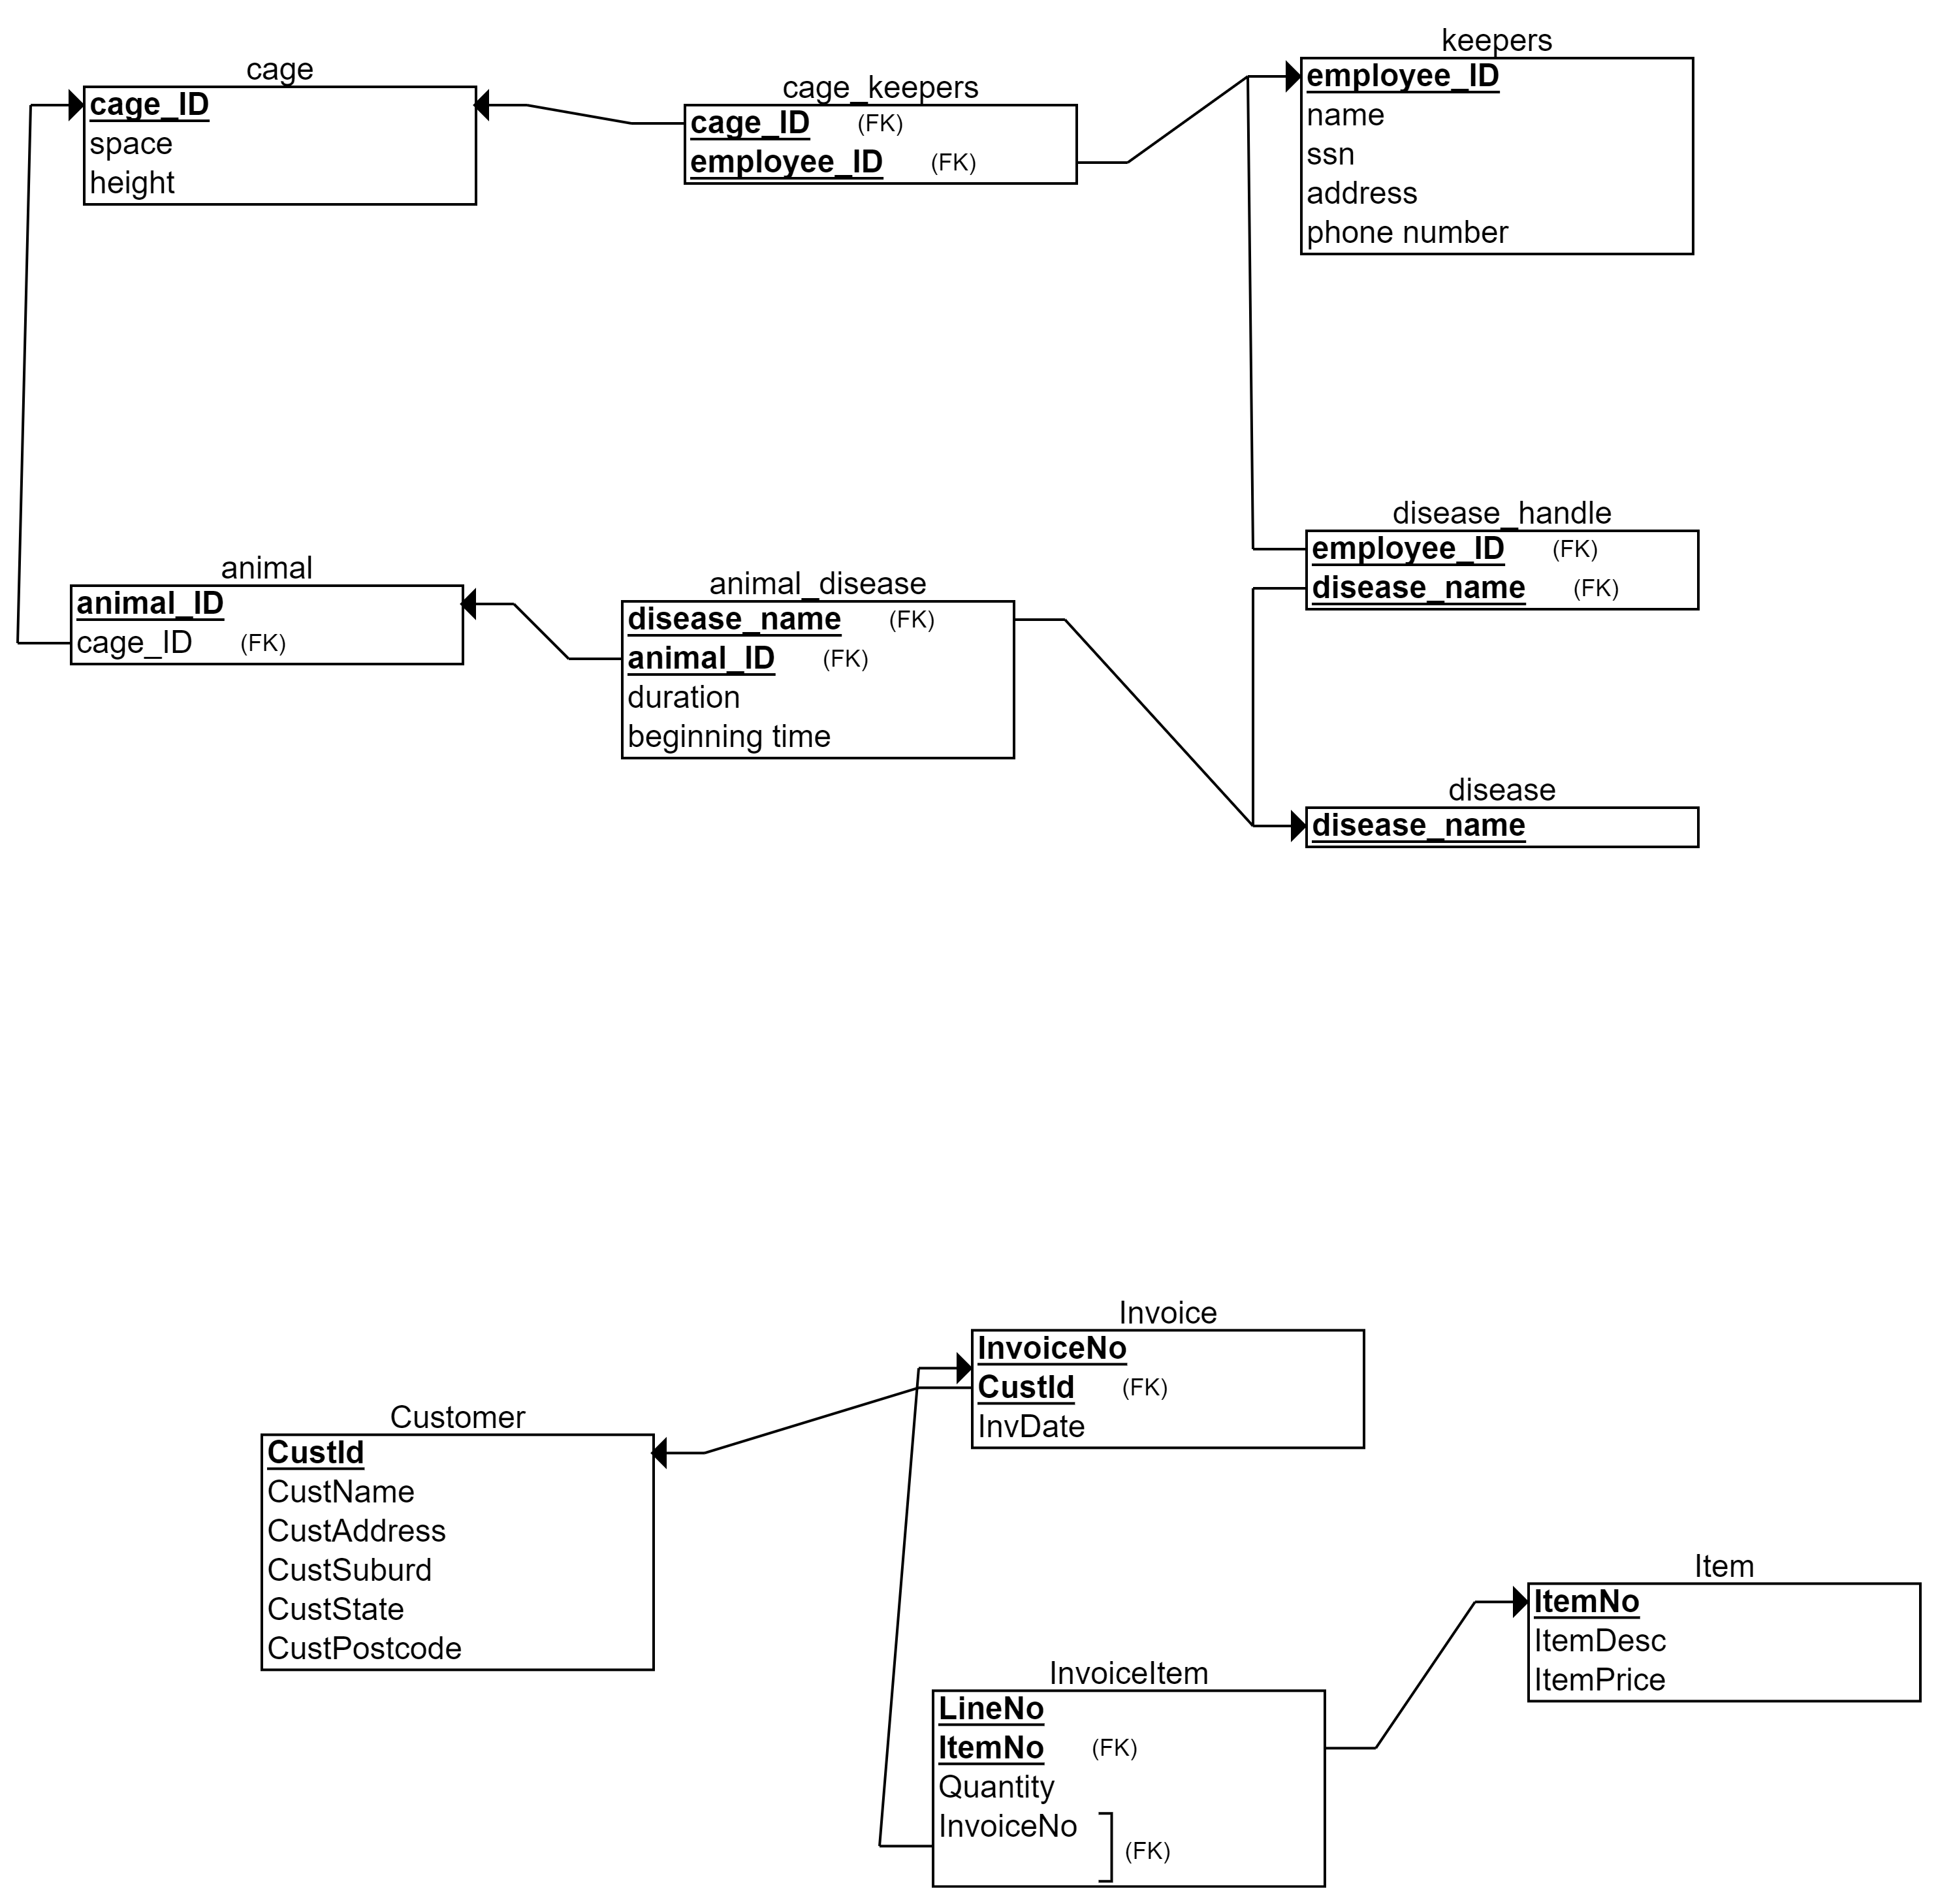 cage
cage_ID
space
height
cage_keepers
cage_ID (FK)
employee_ID (FK)
keepers
employee_ID
name
ssn
address
phone number
animal
animal_ID
cage_ID (FK)
animal_disease
disease_name (FK)
animal_ID (FK)
duration
beginning time
disease_handle
employee_ID (FK)
disease_name (FK)
disease
disease_name
Invoice
InvoiceNo
CustId (FK)
InvDate
Customer
CustId
CustName
CustAddress
CustSuburd
CustState
CustPostcode
Item
ItemNo
ItemDesc
ItemPrice
InvoiceItem
LineNo
ItemNo (FK)
Quantity
InvoiceNo
(FK)